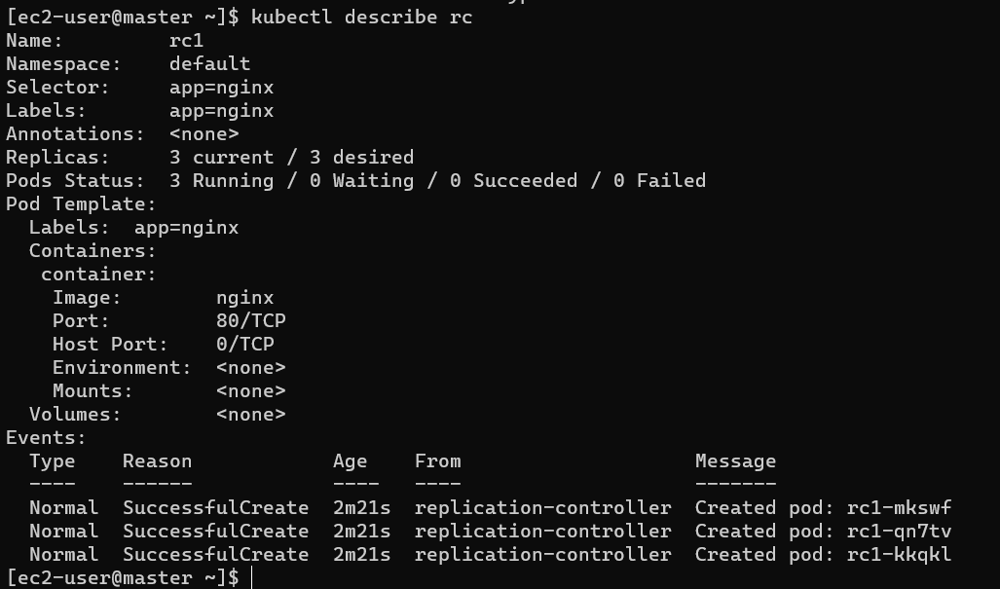 [ec2-user@master ~]$ kubectl describe rc
Name:         rc1
Namespace:    default
Selector:     app=nginx
Labels:       app=nginx
Annotations:  <none>
Replicas:     3 current / 3 desired
Pods Status:  3 Running / 0 Waiting / 0 Succeeded / 0 Failed
Pod Template:
  Labels:  app=nginx
  Containers:
   container:
    Image:        nginx
    Port:         80/TCP
    Host Port:    0/TCP
    Environment:  <none>
    Mounts:       <none>
  Volumes:        <none>
Events:
  Type    Reason            Age   From                    Message
  ----    ------            ----  ----                    -------
  Normal  SuccessfulCreate  2m21s  replication-controller  Created pod: rc1-mkswf
  Normal  SuccessfulCreate  2m21s  replication-controller  Created pod: rc1-qn7tv
  Normal  SuccessfulCreate  2m21s  replication-controller  Created pod: rc1-kkqkl
[ec2-user@master ~]$